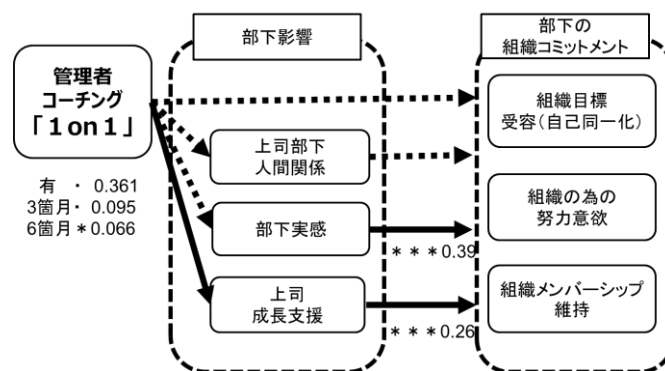 部下影響
部下の
組織コミットメント
管理者
コーチング
「1on1」
有 ・ 0.361
3箇月・ 0.095
6箇月＊0.066
上司部下
人間関係
部下実感
上司
成長支援
＊＊＊0.39
＊＊＊0.26
組織目標
受容（自己同一化）
組織の為の
努力意欲
組織メンバーシップ
維持